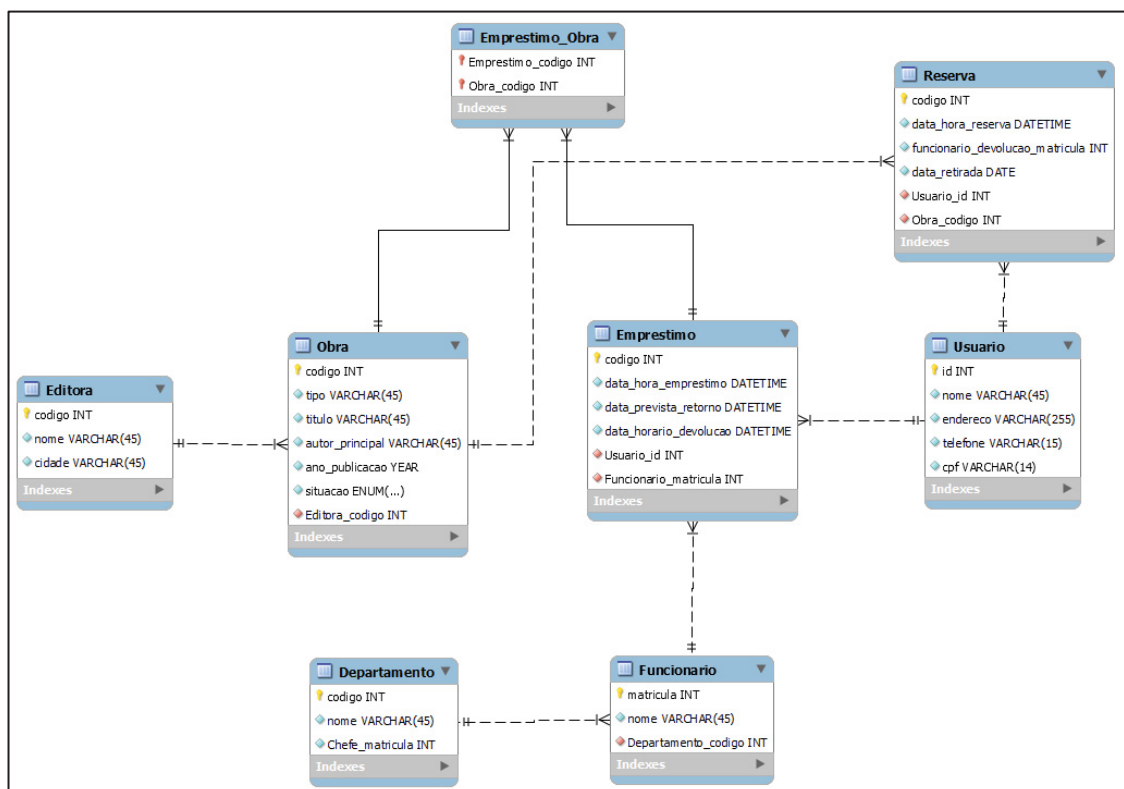 Emprestimo_Obra
Emprestimo_codigo INT
Obra_codigo INT
Indexes
Reserva
codigo INT
data_hora_reserva DATETIME
funcionario_devolucao_matricula INT
data_retirada DATE
Usuario_id INT
Obra_codigo INT
Indexes
Editora
codigo INT
nome VARCHAR(45)
cidade VARCHAR(45)
Indexes
Obra
codigo INT
tipo VARCHAR(45)
titulo VARCHAR(45)
autor_principal VARCHAR(45)
ano_publicacao YEAR
situacao ENUM(...)
Editora_codigo INT
Indexes
Emprestimo
codigo INT
data_hora_emprestimo DATETIME
data_prevista_retorno DATETIME
data_horario_devolucao DATETIME
Usuario_id INT
Funcionario_matricula INT
Indexes
Usuario
id INT
nome VARCHAR(45)
endereco VARCHAR(255)
telefone VARCHAR(15)
cpf VARCHAR(14)
Indexes
Departamento
codigo INT
nome VARCHAR(45)
Chefe_matricula INT
Indexes
Funcionario
matricula INT
nome VARCHAR(45)
Departamento_codigo INT
Indexes